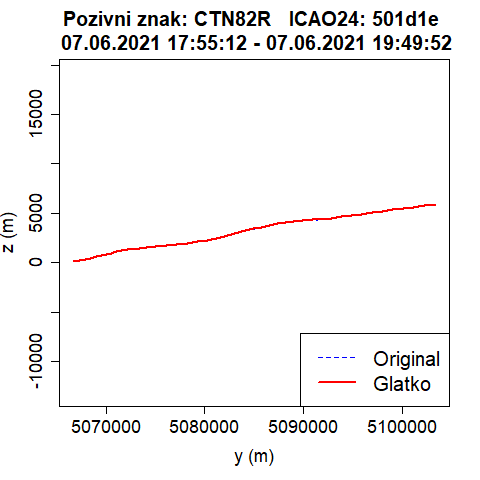 Pozivni znak: CTN82R   ICAO24: 501d1e
07.06.2021 17:55:12 - 07.06.2021 19:49:52
15000
5000
0
-10000
z (m)
Original
Glatko
5070000 5080000 5090000 5100000
y (m)